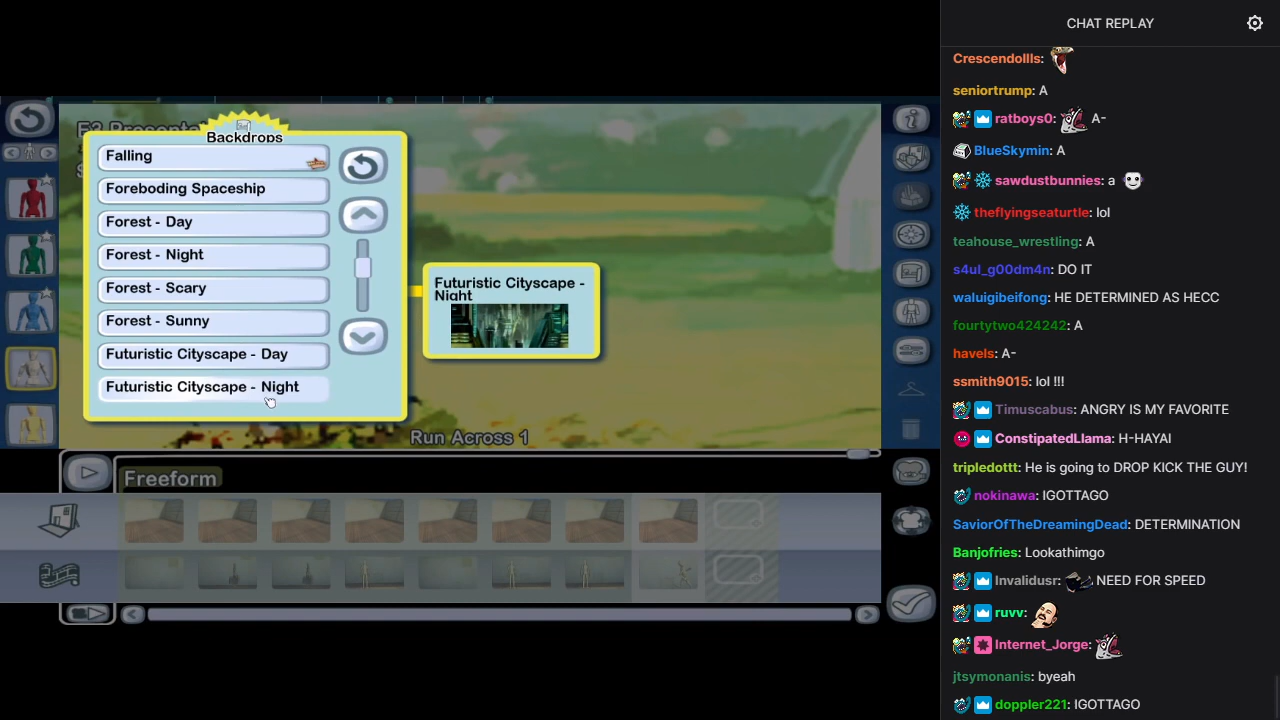 E3 Presenta
Backdrops
Falling
Foreboding Spaceship
Forest - Day
Forest - Night
Forest - Scary
Forest - Sunny
Futuristic Cityscape - Day
Futuristic Cityscape - Night
Futuristic Cityscape -
Night
Run Across 1
Freeform
CHAT REPLAY
Crescendollls:
seniortrump: A
ratboys0: A-
BlueSkymin: A
sawdustbunnies: a
theflyingseaturtle: lol
teahouse_wrestling: A
s4ul_g00dm4n: DO IT
waluigibeifong: HE DETERMINED AS HECC
fourtytwo424242: A
havels: A-
ssmith9015: lol !!!
Timuscabus: ANGRY IS MY FAVORITE
ConstipatedLlama: H-HAYAI
tripledottt: He is going to DROP KICK THE GUY!
nokinawa: IGOTTAGO
SaviorOfTheDreamingDead: DETERMINATION
Banjofries: Lookathimgo
Invalidusr: NEED FOR SPEED
ruvv:
Internet_Jorge:
jtsymonanis: byeah
doppler221: IGOTTAGO